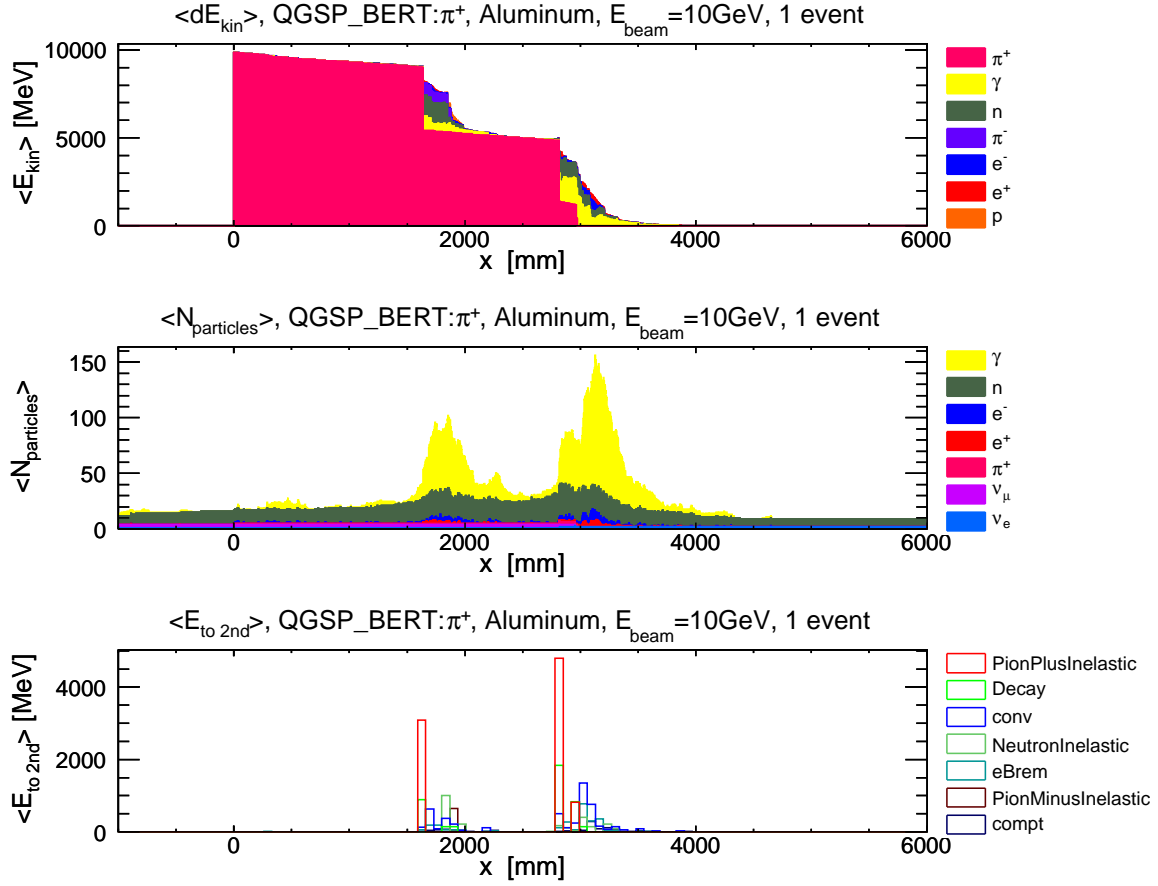 <dE_kin>, QGSP_BERT:π⁺, Aluminum, E_beam=10GeV, 1 event
<E_kin> [MeV]
10000
5000
0
0 2000 4000 6000
x [mm]
π⁺
γ
n
π⁻
e⁻
e⁺
p
<N_particles>, QGSP_BERT:π⁺, Aluminum, E_beam=10GeV, 1 event
<N_particles>
150
100
50
0
0 2000 4000 6000
x [mm]
γ
n
e⁻
e⁺
π⁺
ν_μ
ν_e
<E_to 2nd>, QGSP_BERT:π⁺, Aluminum, E_beam=10GeV, 1 event
<E_to 2nd> [MeV]
4000
2000
0
0 2000 4000 6000
x [mm]
PionPlusInelastic
Decay
conv
NeutronInelastic
eBrem
PionMinusInelastic
compt